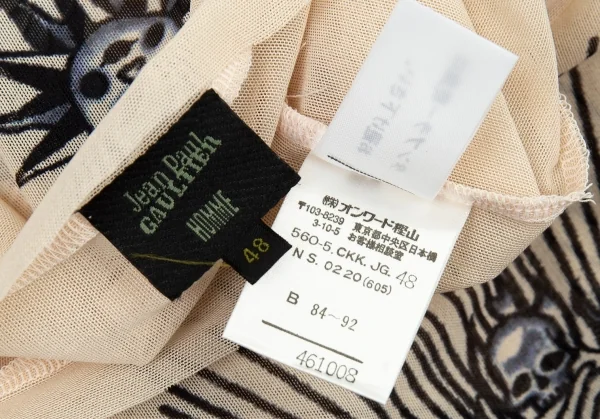 Jean Paul
GAULTIER
HOMME
48
㈱オンワード樫山
〒103-8239 東京都中央区日本橋
3-10-5 お客様相談室
560-5. CKK. JG. 48
N S. 0220(605)
B 84～92
461008